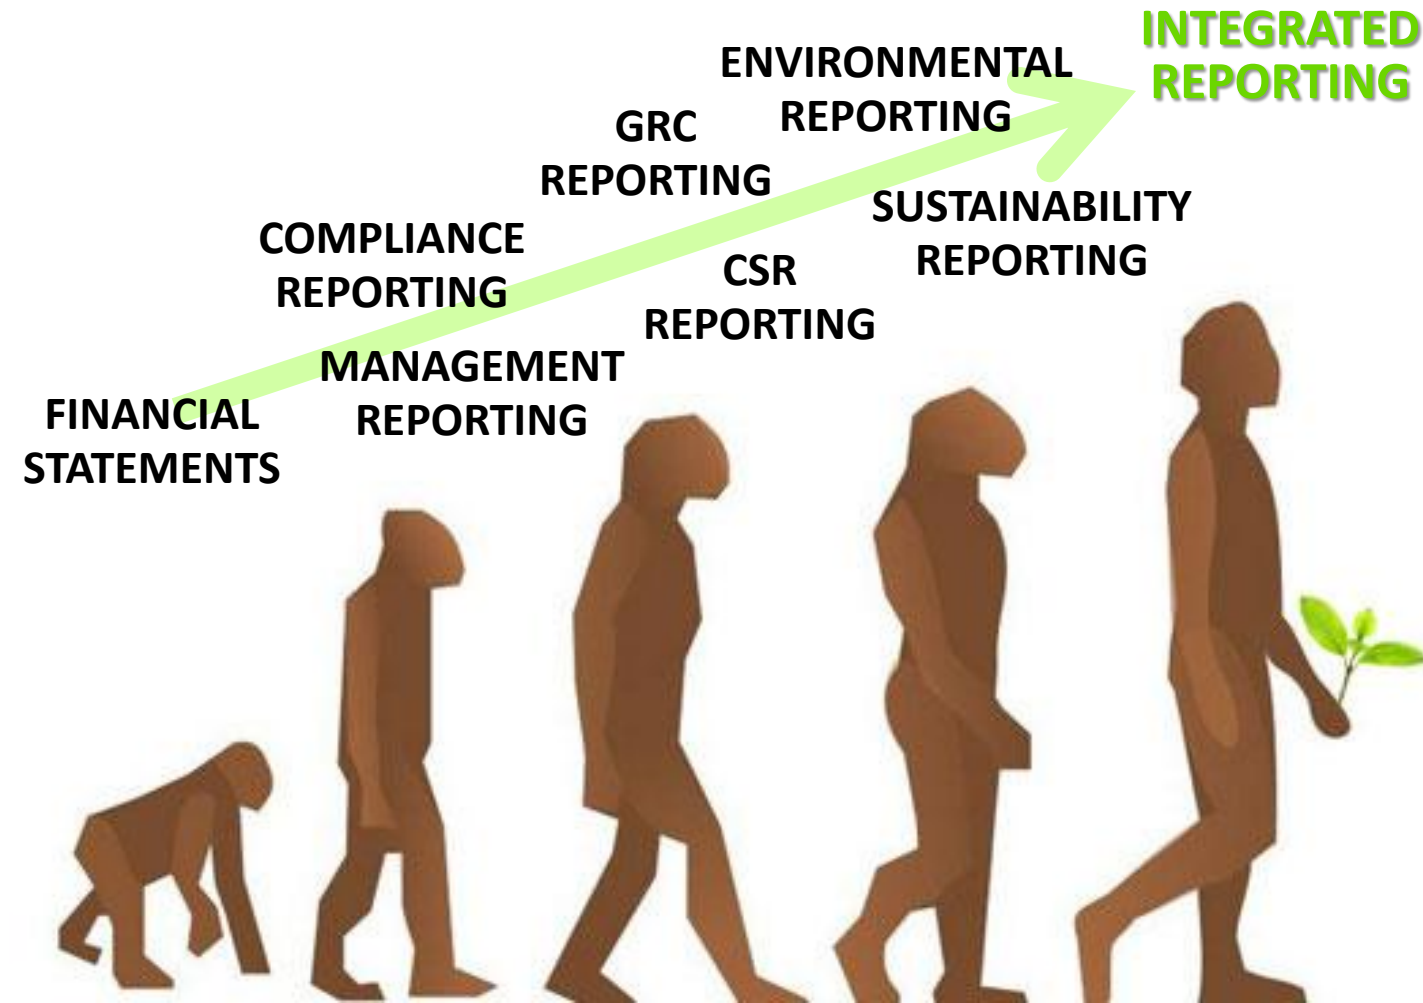 INTEGRATED
REPORTING
ENVIRONMENTAL
REPORTING
GRC
REPORTING
SUSTAINABILITY
REPORTING
COMPLIANCE
REPORTING
CSR
REPORTING
MANAGEMENT
REPORTING
FINANCIAL
STATEMENTS